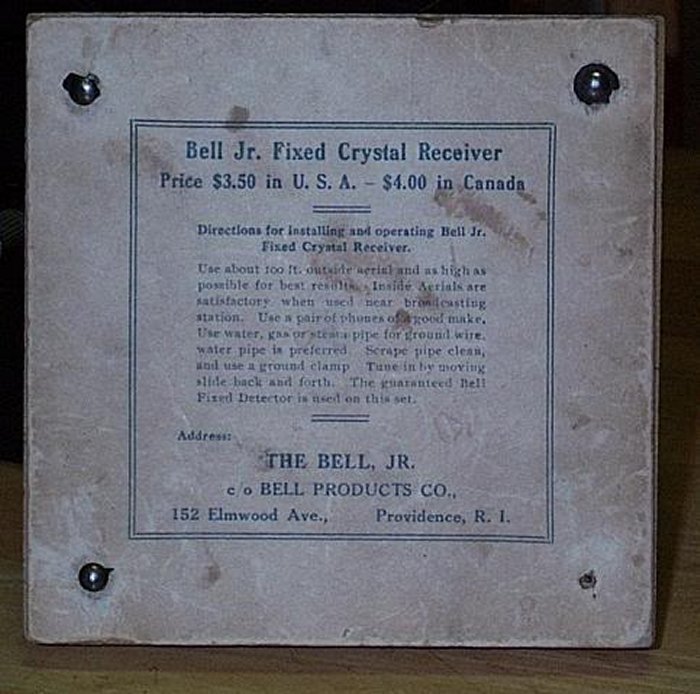 Bell Jr. Fixed Crystal Receiver
Price $3.50 in U. S. A. – $4.00 in Canada
Directions for installing and operating Bell Jr.
Fixed Crystal Receiver.
Use about 100 ft. outside aerial and as high as
possible for best results. Inside Aerials are
satisfactory when used near broadcasting
station. Use a pair of phones of good make.
Use water, gas or steam pipe for ground wire,
water pipe is preferred Scrape pipe clean,
and use a ground clamp Tune in by moving
slide back and forth. The guaranteed Bell
Fixed Detector is used on this set.
Address:
THE BELL, JR.
c/o BELL PRODUCTS CO.,
152 Elmwood Ave., Providence, R. I.